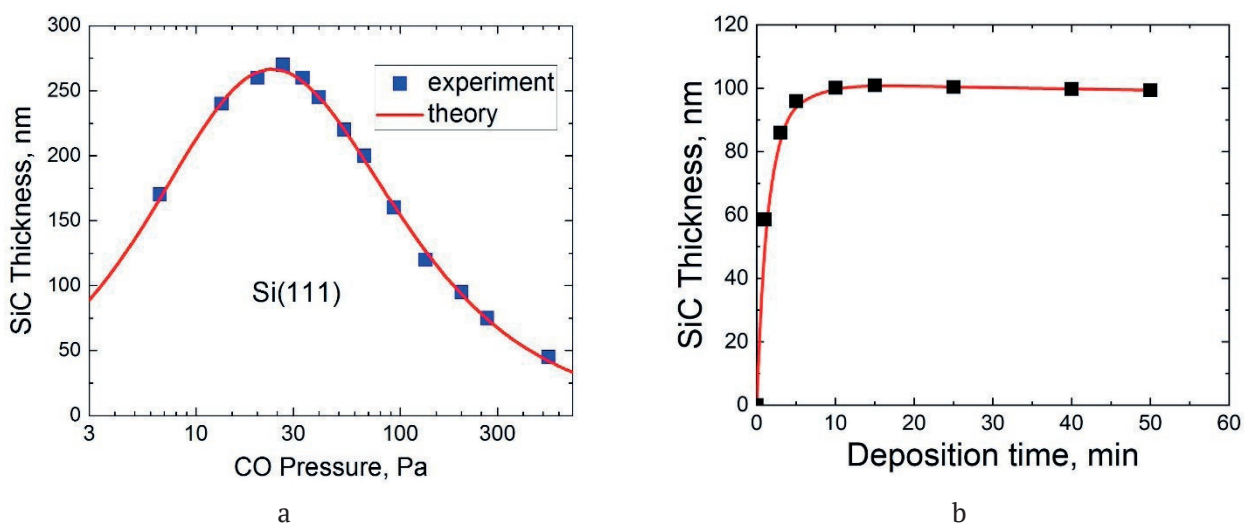 SiC Thickness, nm
300
250
200
150
100
50
0
3
10
30
100
300
CO Pressure, Pa
experiment
theory
Si(111)
a
SiC Thickness, nm
120
100
80
60
40
20
0
0
10
20
30
40
50
60
Deposition time, min
b